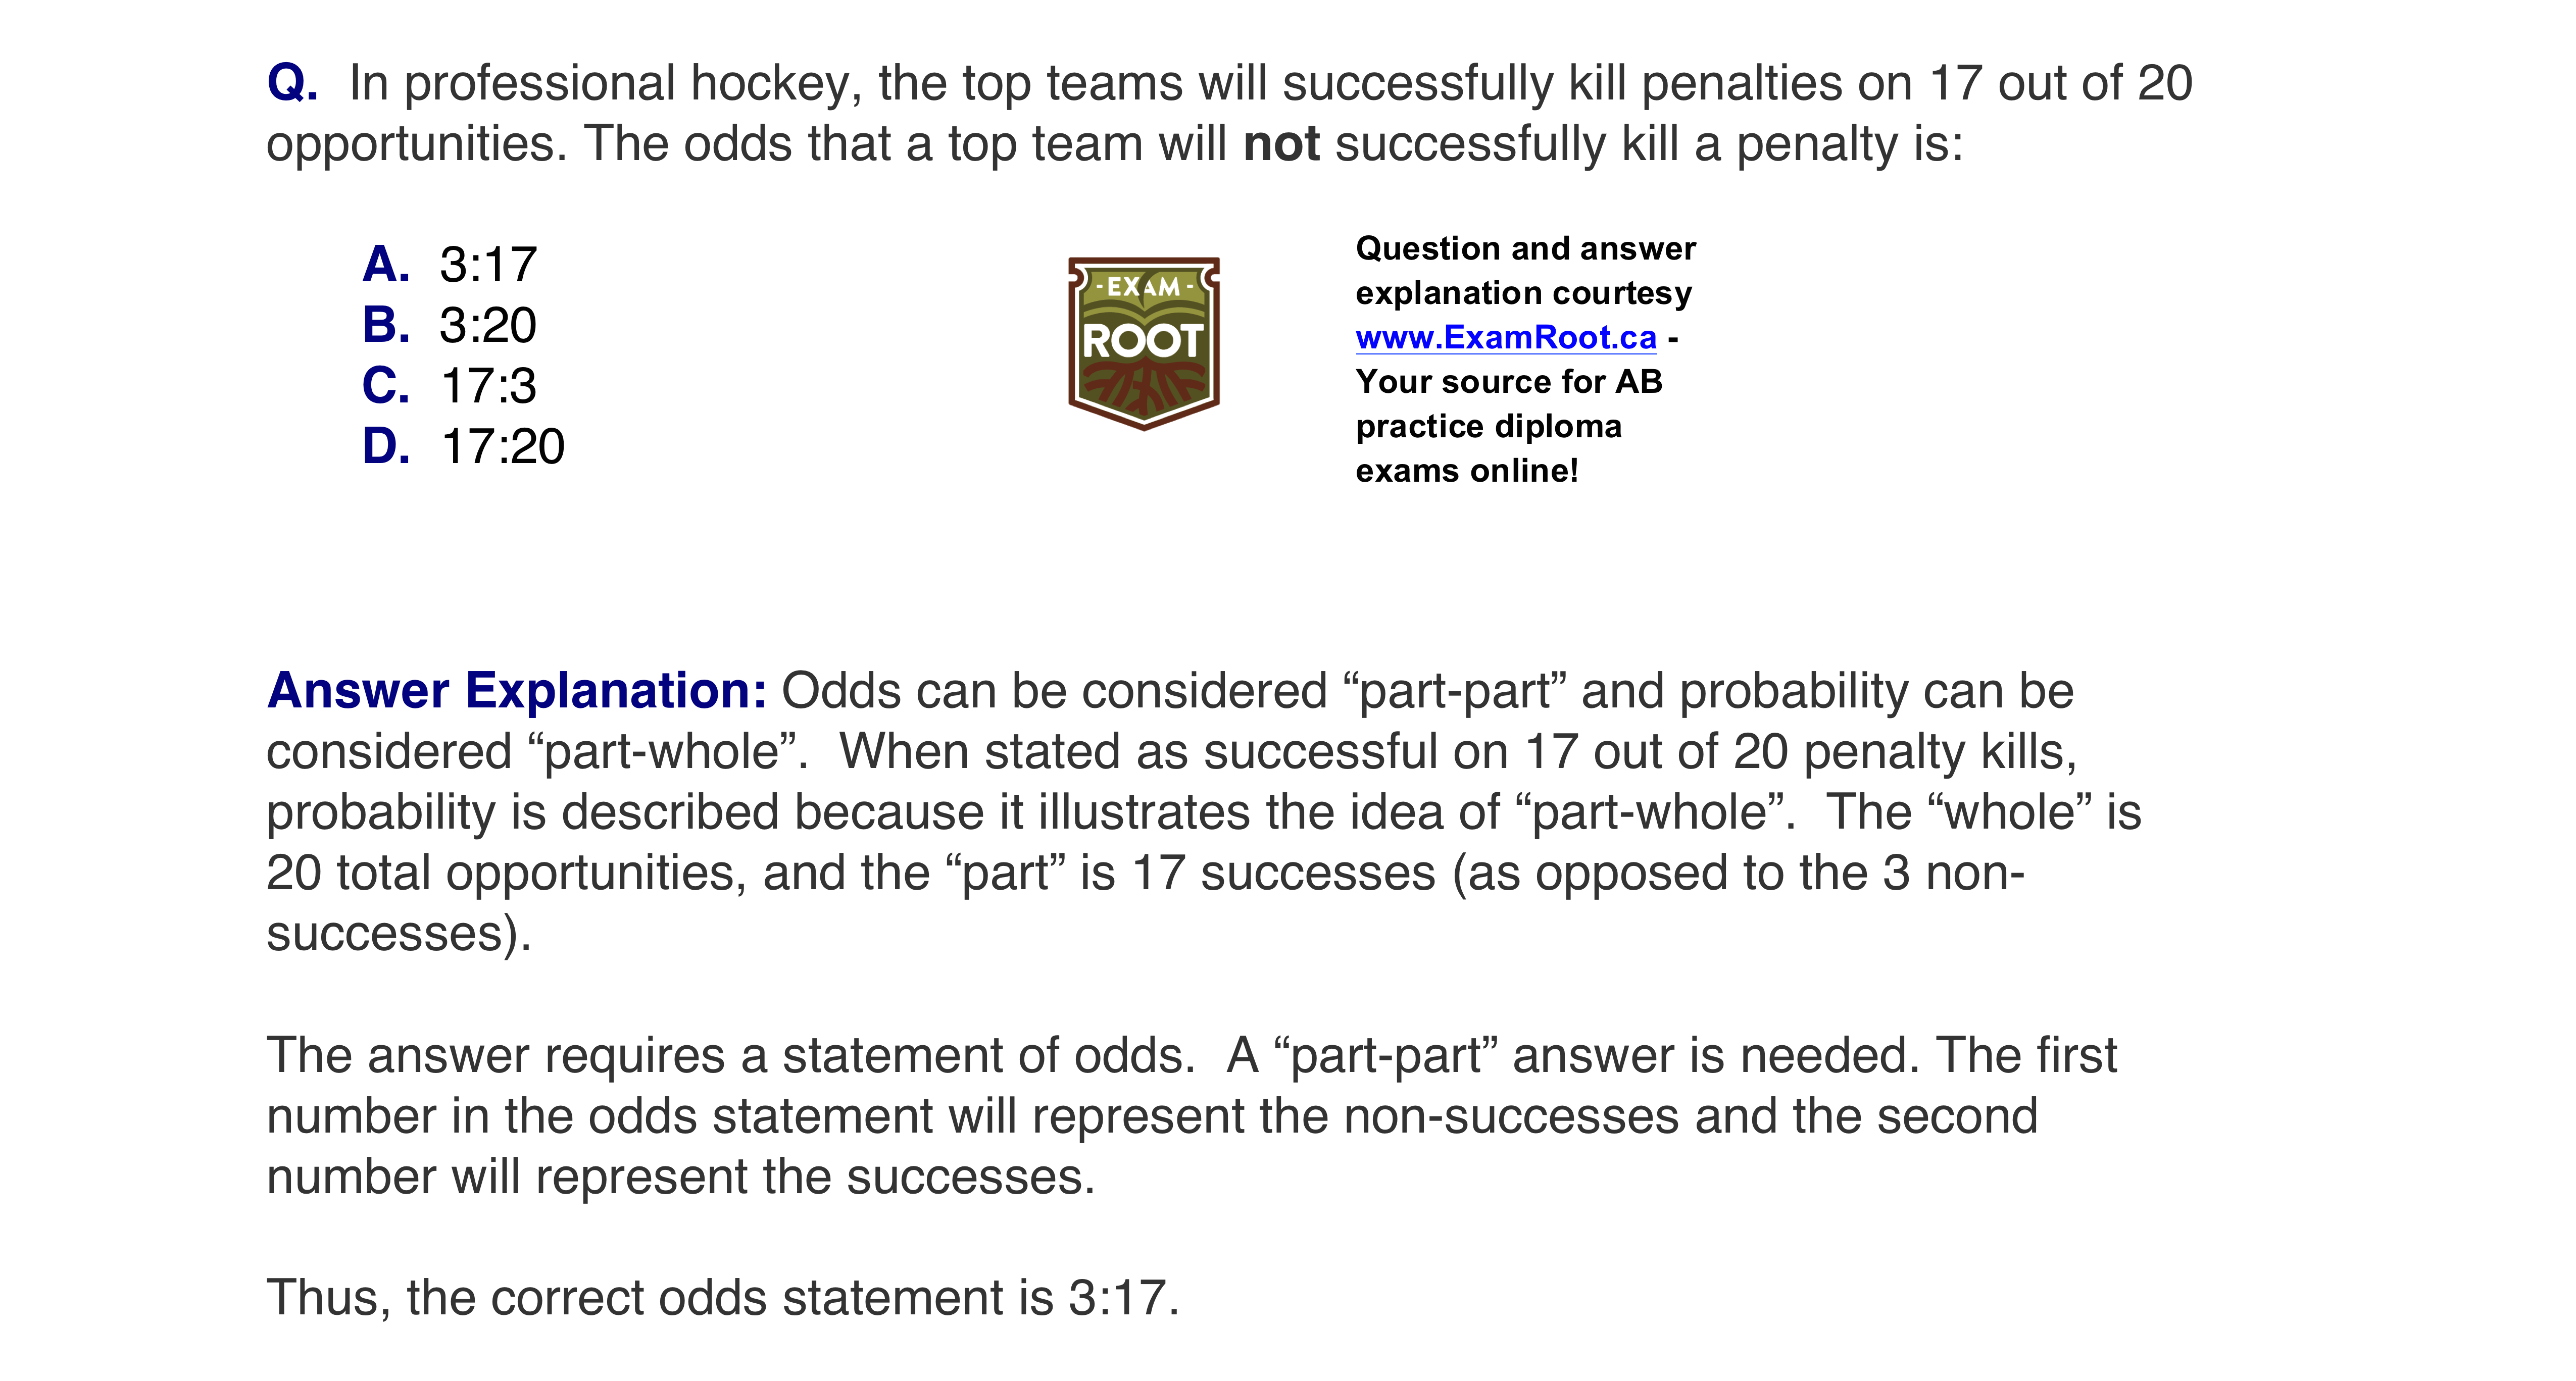 Q. In professional hockey, the top teams will successfully kill penalties on 17 out of 20
opportunities. The odds that a top team will not successfully kill a penalty is:
A. 3:17
B. 3:20
C. 17:3
D. 17:20
- EXAM -
ROOT
Question and answer
explanation courtesy
www.ExamRoot.ca -
Your source for AB
practice diploma
exams online!
Answer Explanation: Odds can be considered “part-part” and probability can be
considered “part-whole”. When stated as successful on 17 out of 20 penalty kills,
probability is described because it illustrates the idea of “part-whole”. The “whole” is
20 total opportunities, and the “part” is 17 successes (as opposed to the 3 non-
successes).
The answer requires a statement of odds. A “part-part” answer is needed. The first
number in the odds statement will represent the non-successes and the second
number will represent the successes.
Thus, the correct odds statement is 3:17.